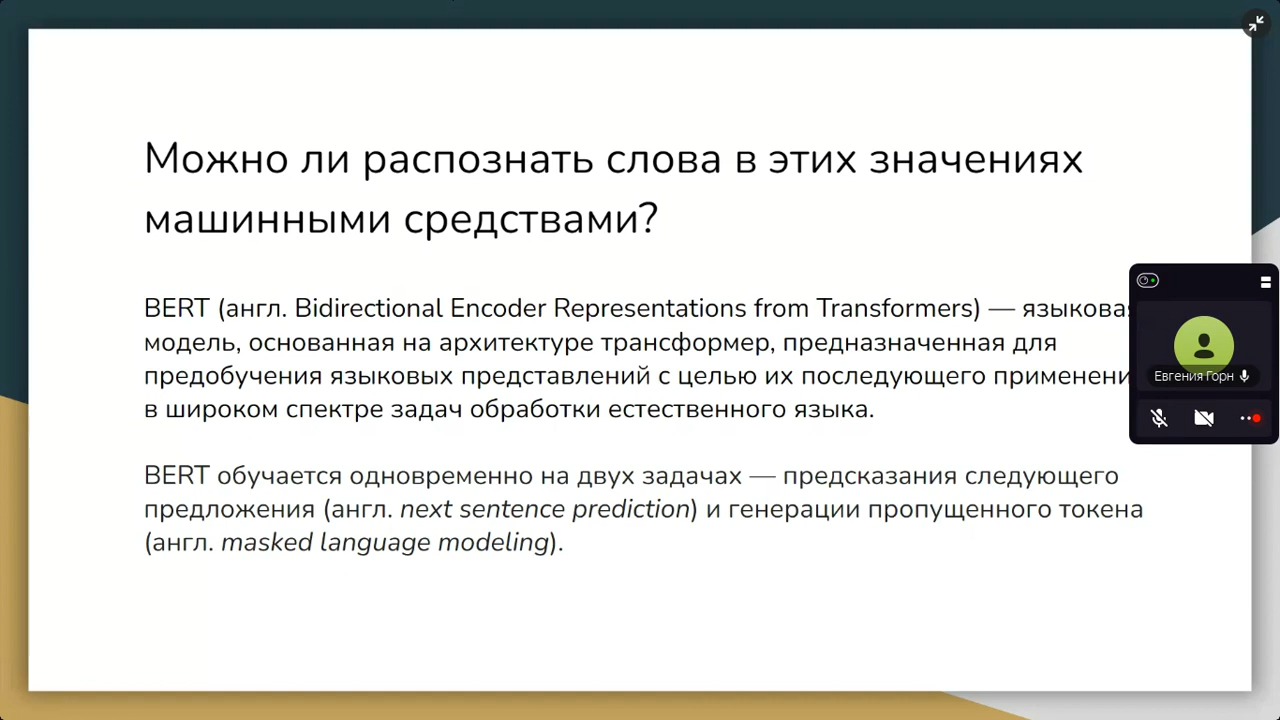 Можно ли распознать слова в этих значениях
машинными средствами?
BERT (англ. Bidirectional Encoder Representations from Transformers) — языкова
модель, основанная на архитектуре трансформер, предназначенная для
предобучения языковых представлений с целью их последующего применени
в широком спектре задач обработки естественного языка.
BERT обучается одновременно на двух задачах — предсказания следующего
предложения (англ. next sentence prediction) и генерации пропущенного токена
(англ. masked language modeling).
Евгения Горн